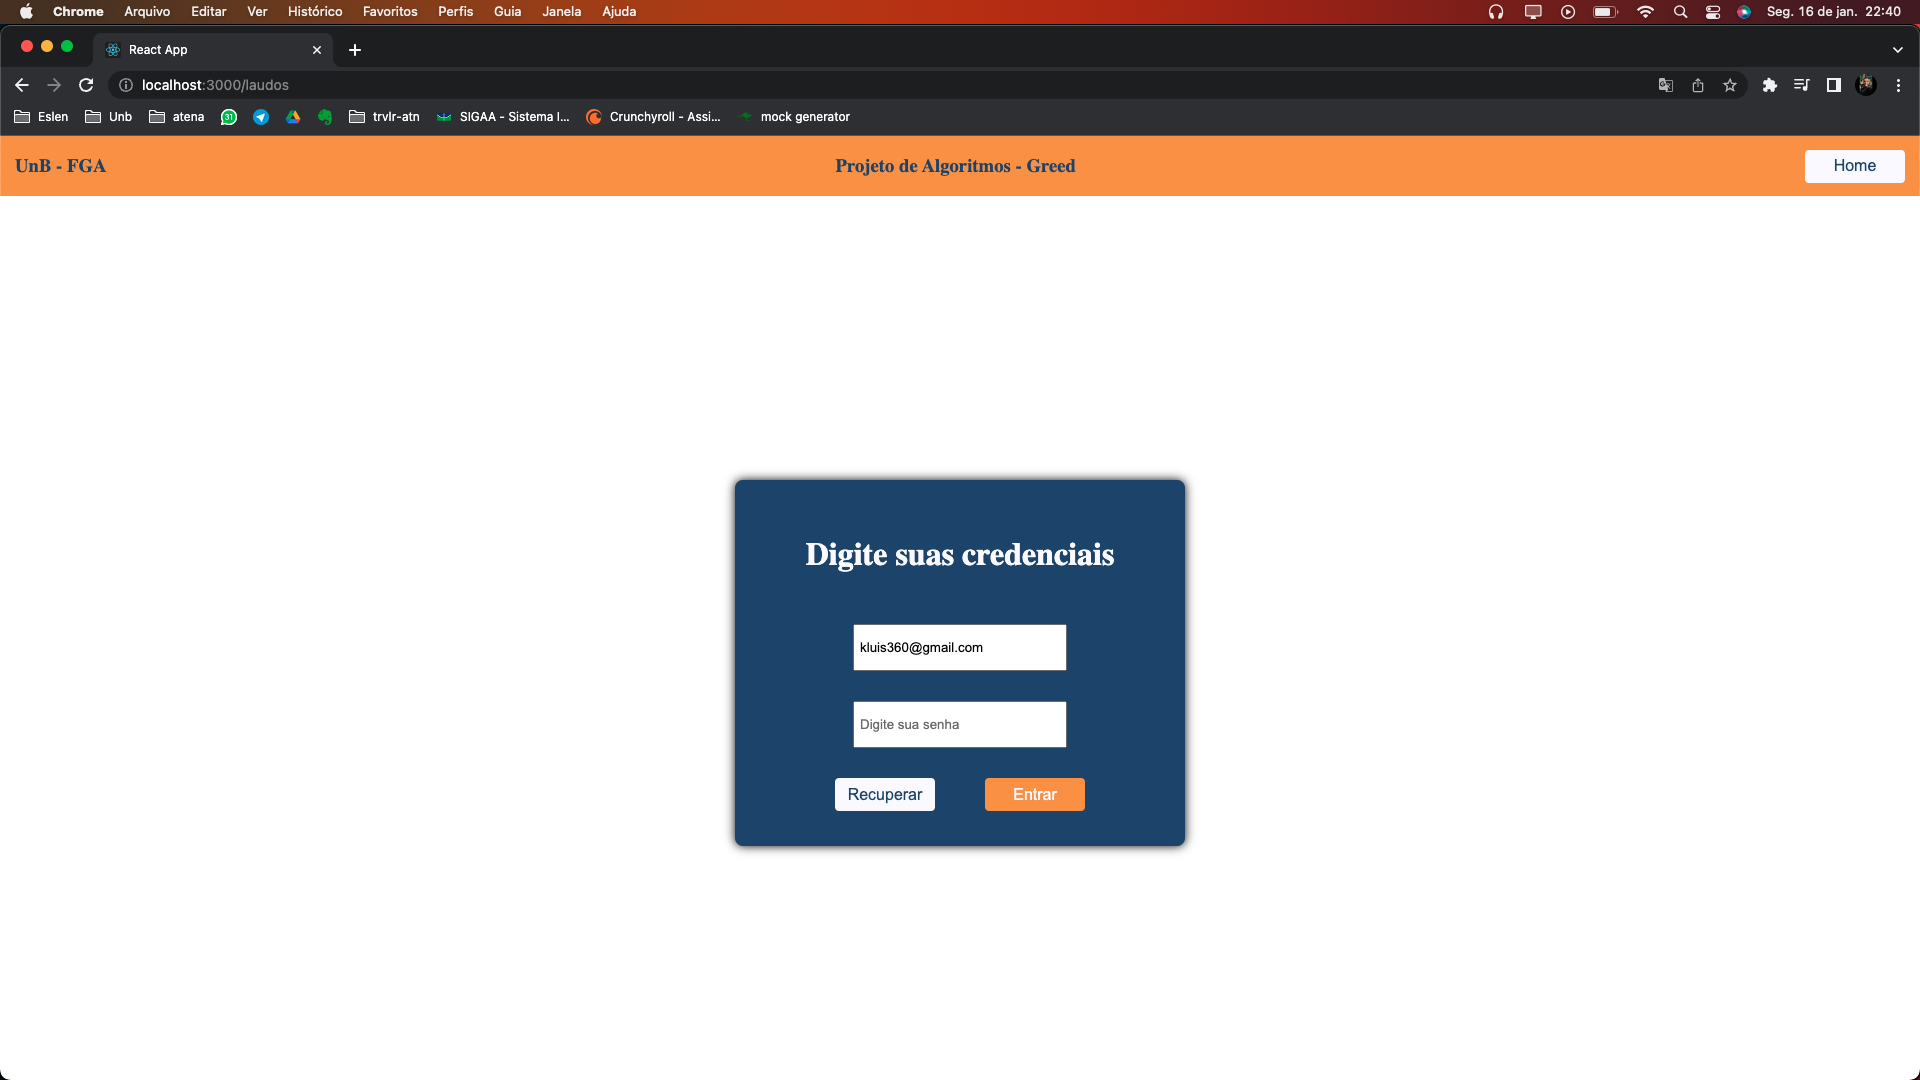 Chrome Arquivo Editar Ver Histórico Favoritos Perfis Guia Janela Ajuda Seg. 16 de jan. 22:40
React App
localhost:3000/laudos
Eslen Unb atena 31 trvlr-atn SIGAA - Sistema I... Crunchyroll - Assi... mock generator
UnB - FGA Projeto de Algoritmos - Greed Home
Digite suas credenciais
kluis360@gmail.com
Digite sua senha
Recuperar Entrar